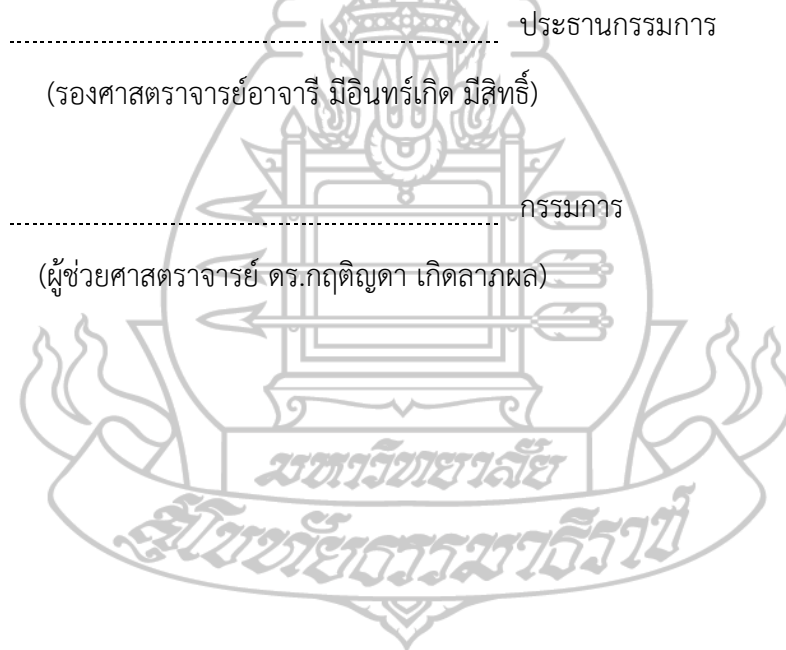 ประธานกรรมการ
(รองศาสตราจารย์อาจารี มีอินทร์เกิด มีสิทธิ์)
กรรมการ
(ผู้ช่วยศาสตราจารย์ ดร.กฤติญดา เกิดลาภผล)
มหาวิทยาลัย
สุโขทัยธรรมาธิราช